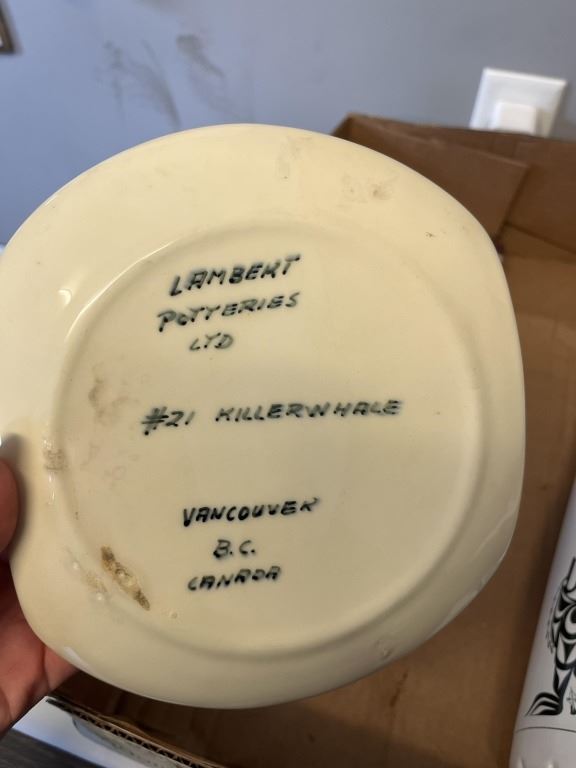 LAMBERT
POTTERIES
LTD
#21 KILLERWHALE
VANCOUVER
B.C.
CANADA